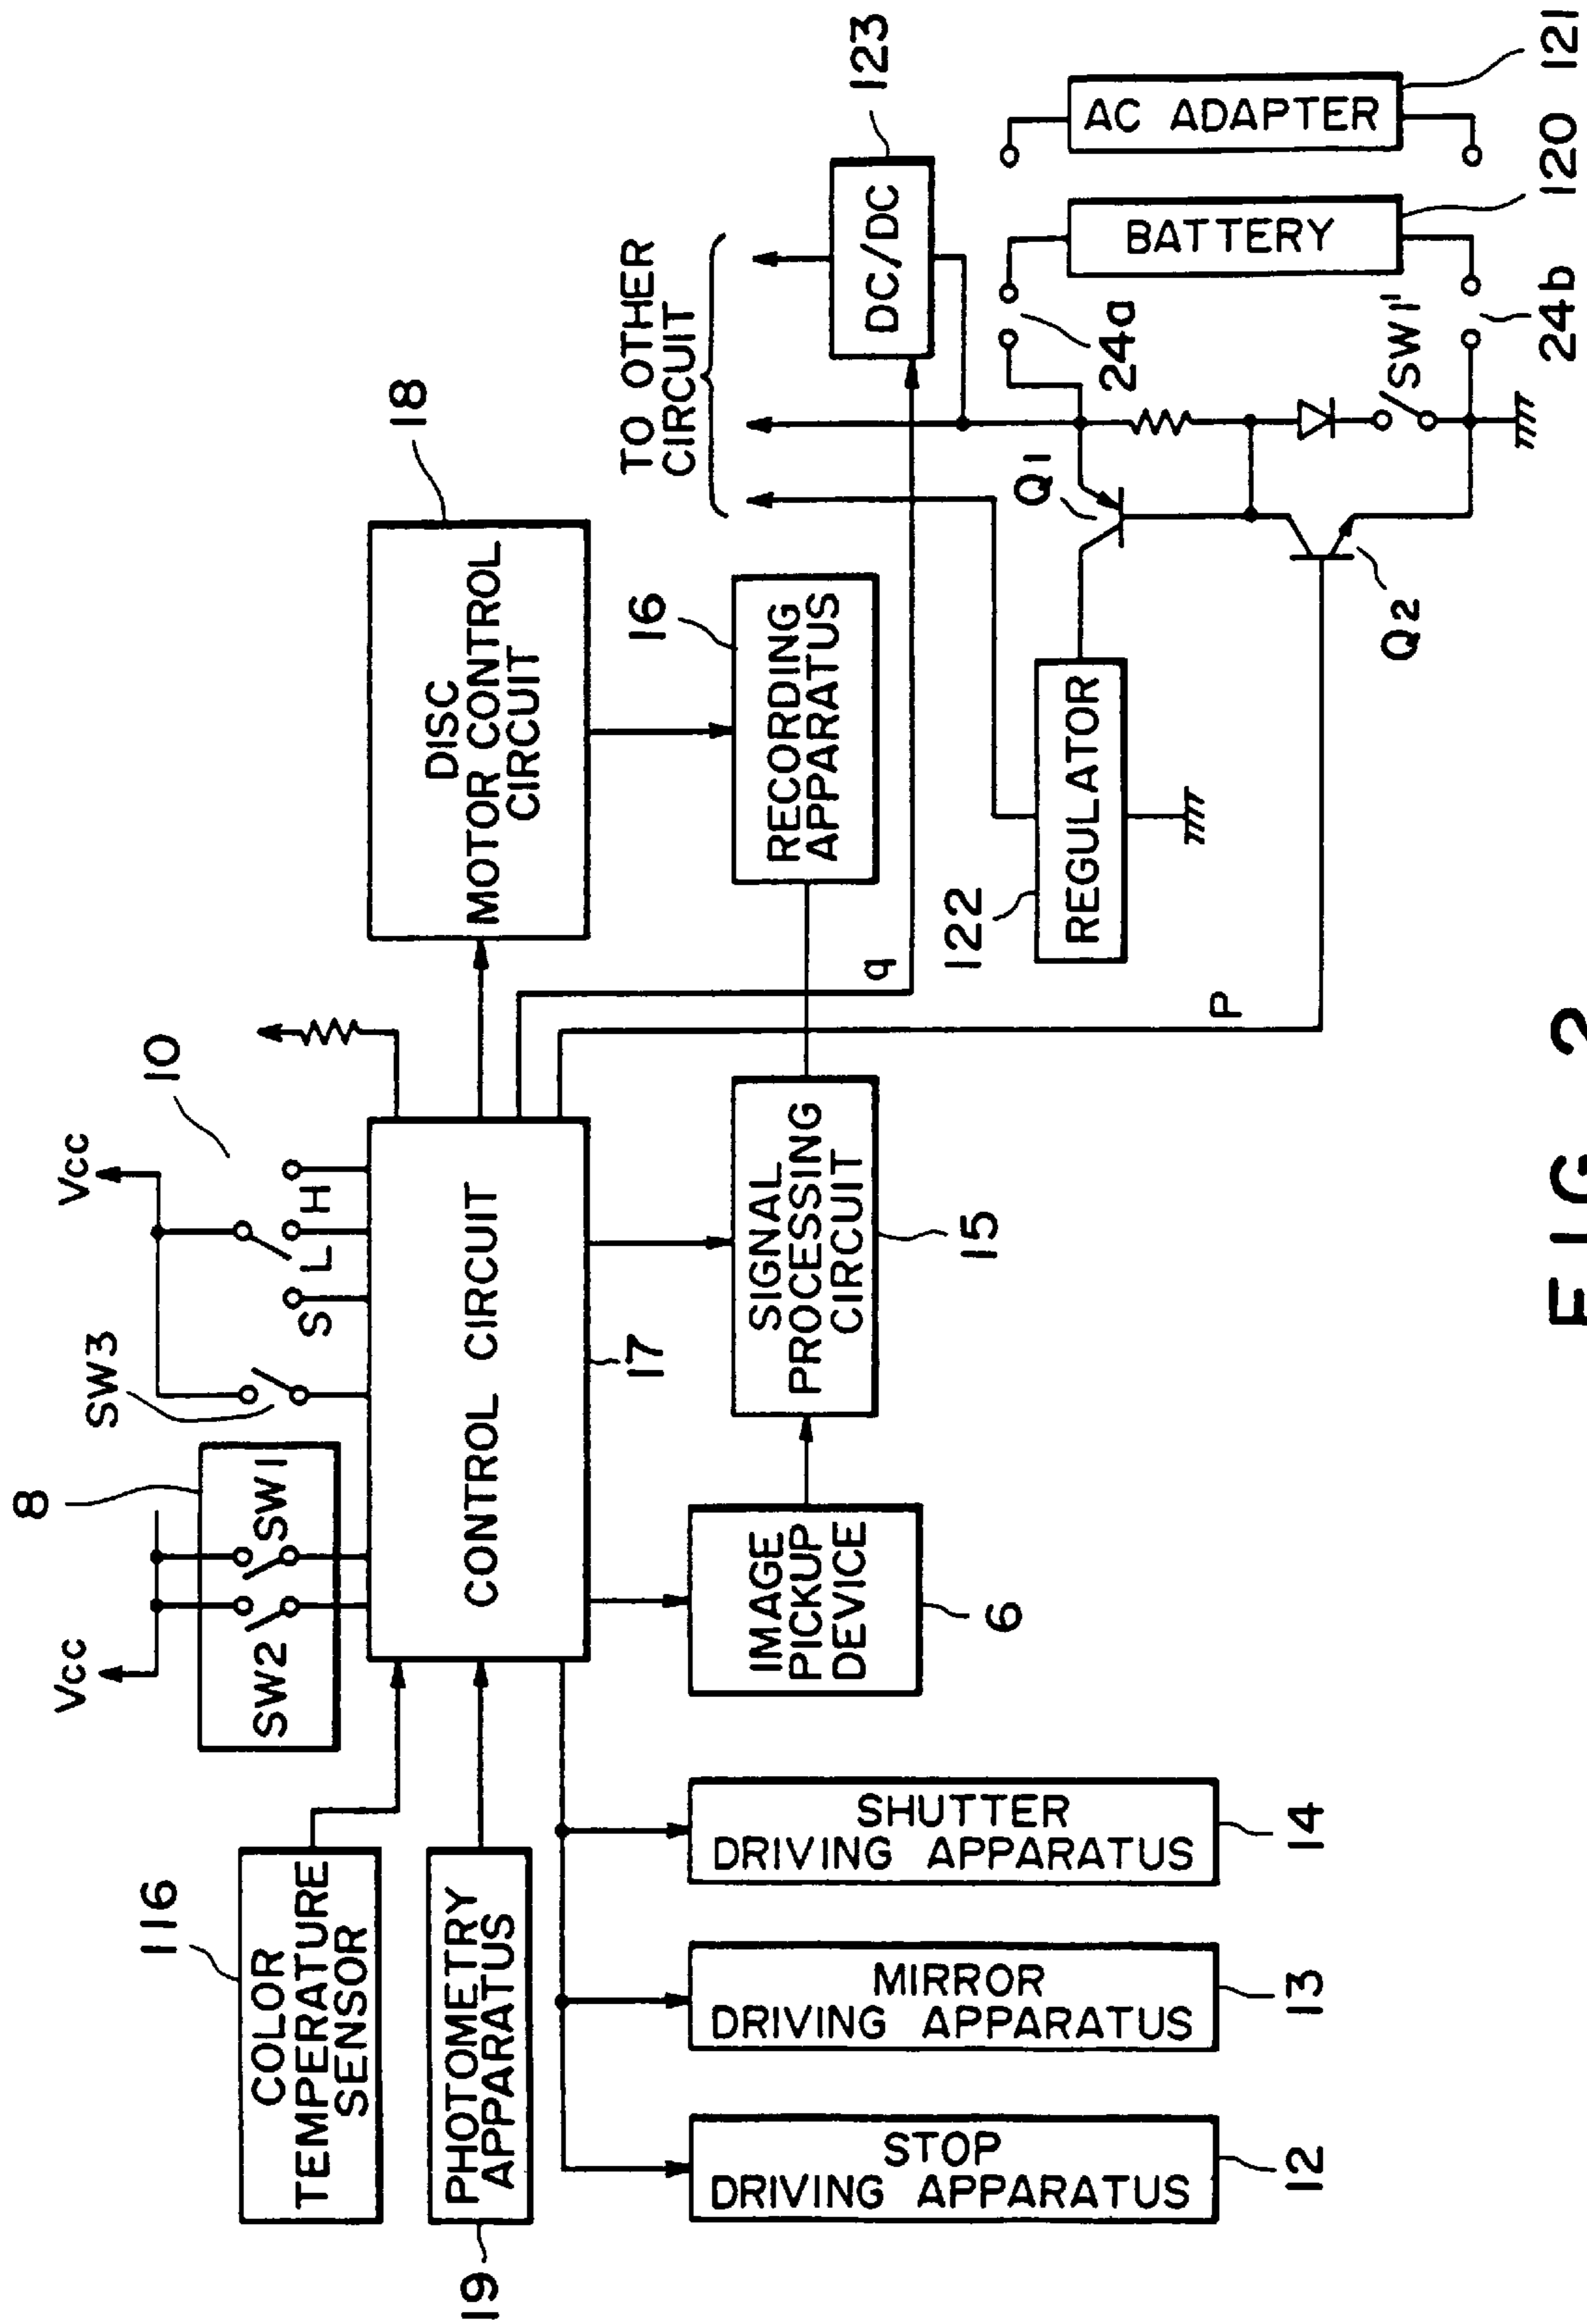 Vcc
8
SW2
SW1
SW3
Vcc
10
S
L
H
116
COLOR
TEMPERATURE
SENSOR
19
PHOTOMETRY
APPARATUS
CONTROL CIRCUIT
17
DISC
MOTOR CONTROL
CIRCUIT
18
STOP
DRIVING APPARATUS
12
MIRROR
DRIVING APPARATUS
13
SHUTTER
DRIVING APPARATUS
14
IMAGE
PICKUP
DEVICE
6
SIGNAL
PROCESSING
CIRCUIT
15
RECORDING
APPARATUS
16
q
P
TO OTHER
CIRCUIT
DC/DC
123
122
REGULATOR
Q1
Q2
24a
SW1'
24b
BATTERY
120
AC ADAPTER
121
FIG. 2